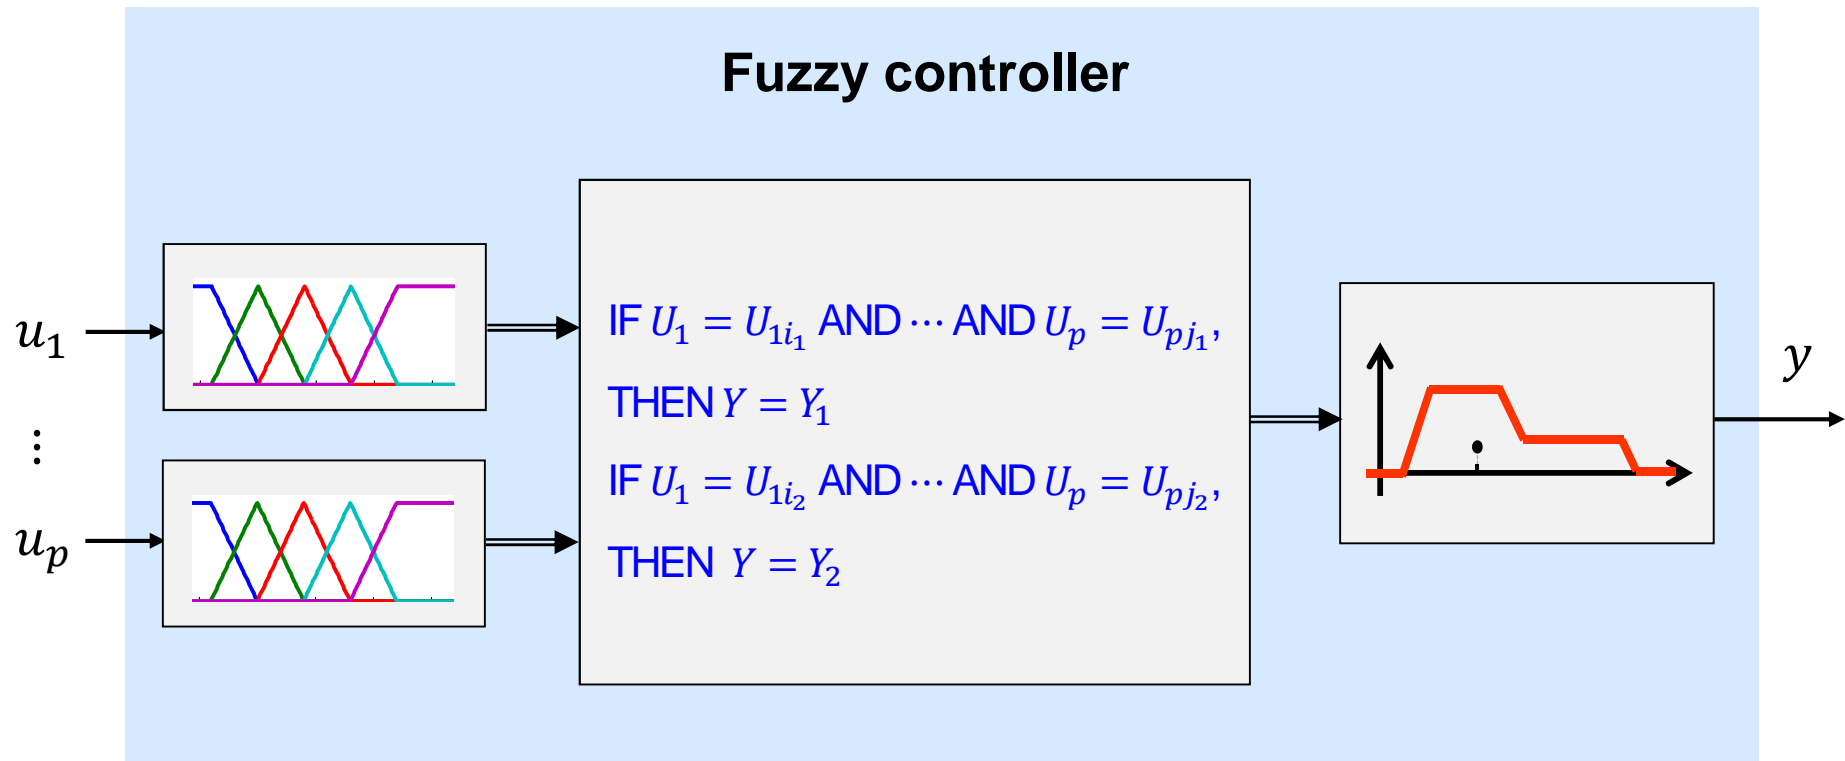 Fuzzy controller
u₁
⋮
uₚ
IF U₁ = U₁ᵢ₁ AND ⋯ AND Uₚ = Uₚⱼ₁,
THEN Y = Y₁
IF U₁ = U₁ᵢ₂ AND ⋯ AND Uₚ = Uₚⱼ₂,
THEN Y = Y₂
y